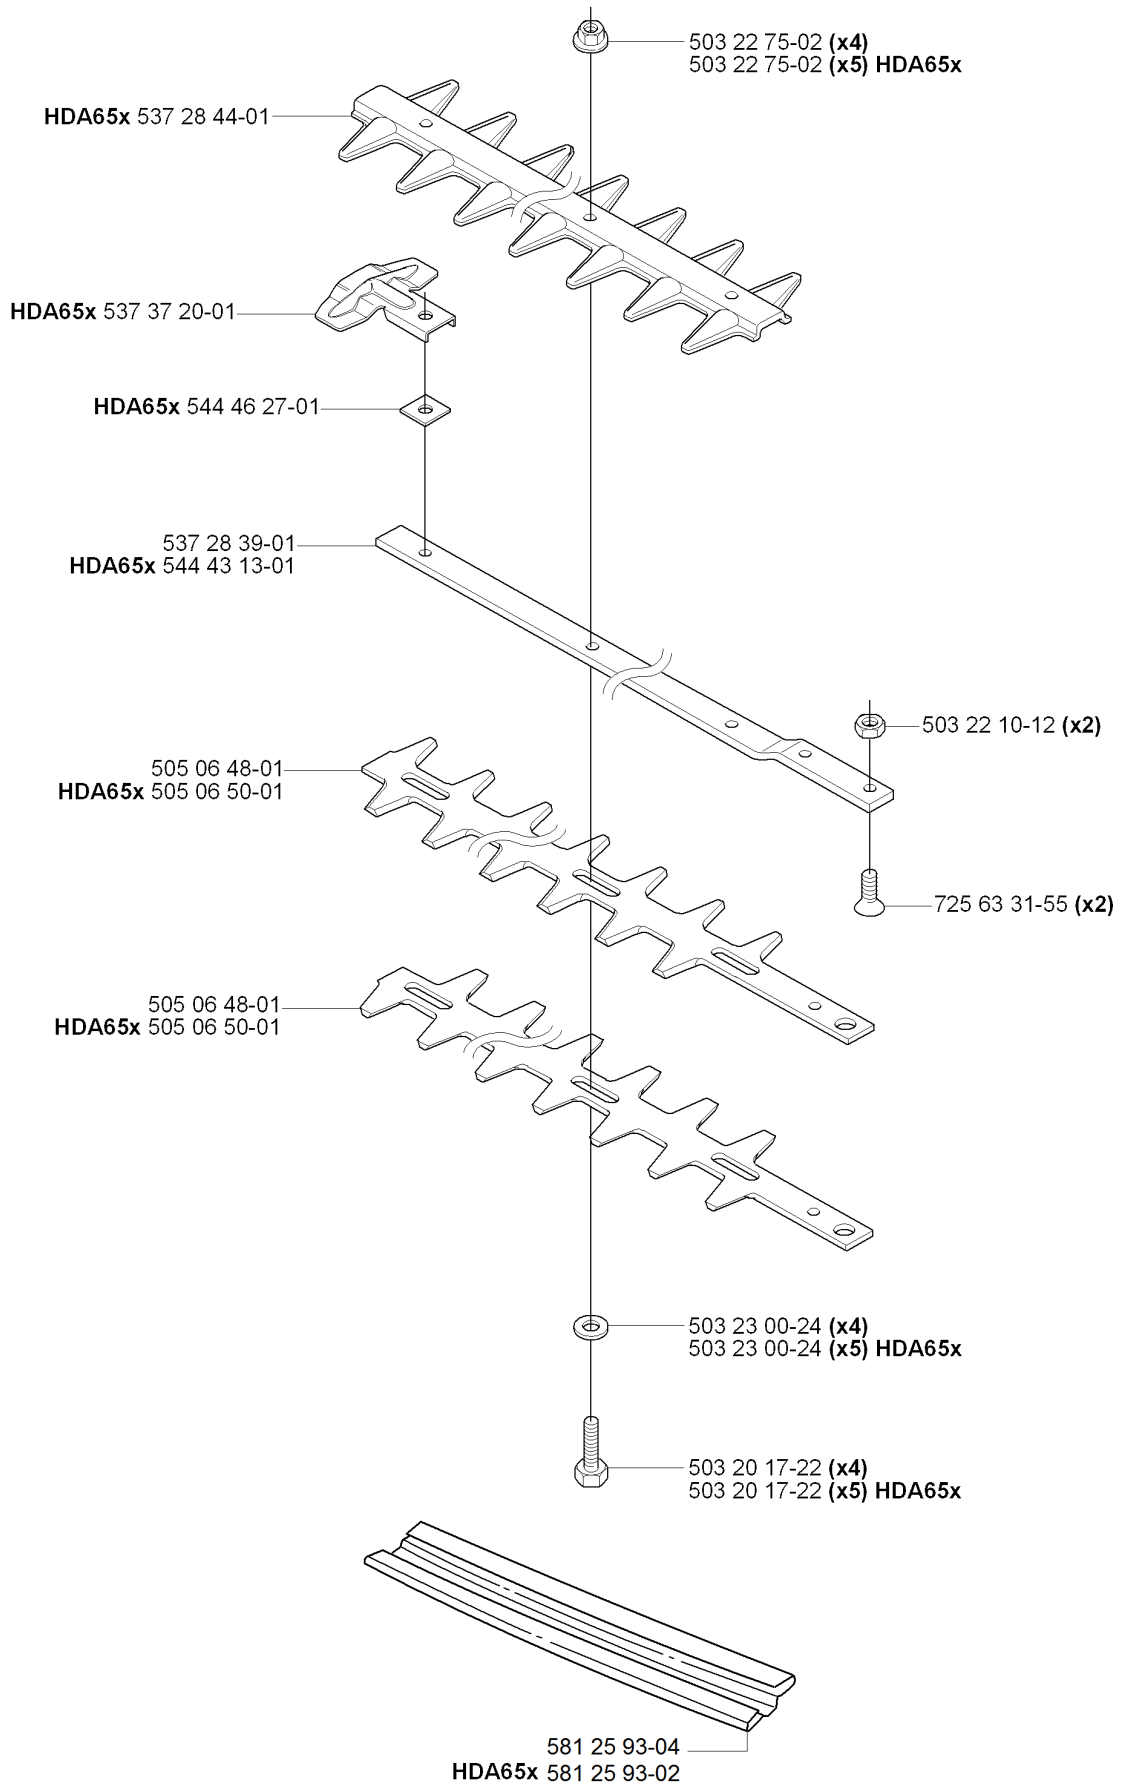 503 22 75-02 (x4)
503 22 75-02 (x5) HDA65x
HDA65x 537 28 44-01
HDA65x 537 37 20-01
HDA65x 544 46 27-01
537 28 39-01
HDA65x 544 43 13-01
503 22 10-12 (x2)
505 06 48-01
HDA65x 505 06 50-01
725 63 31-55 (x2)
505 06 48-01
HDA65x 505 06 50-01
503 23 00-24 (x4)
503 23 00-24 (x5) HDA65x
503 20 17-22 (x4)
503 20 17-22 (x5) HDA65x
581 25 93-04
HDA65x 581 25 93-02